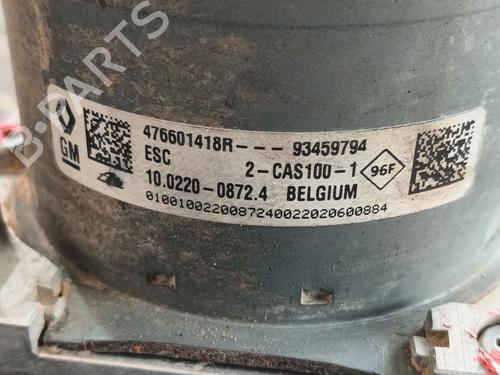 B-PARTS
GM
476601418R--- 93459794
ESC 2-CAS100-1
96F
10.0220-0872.4 BELGIUM
0100100220087240022020600884